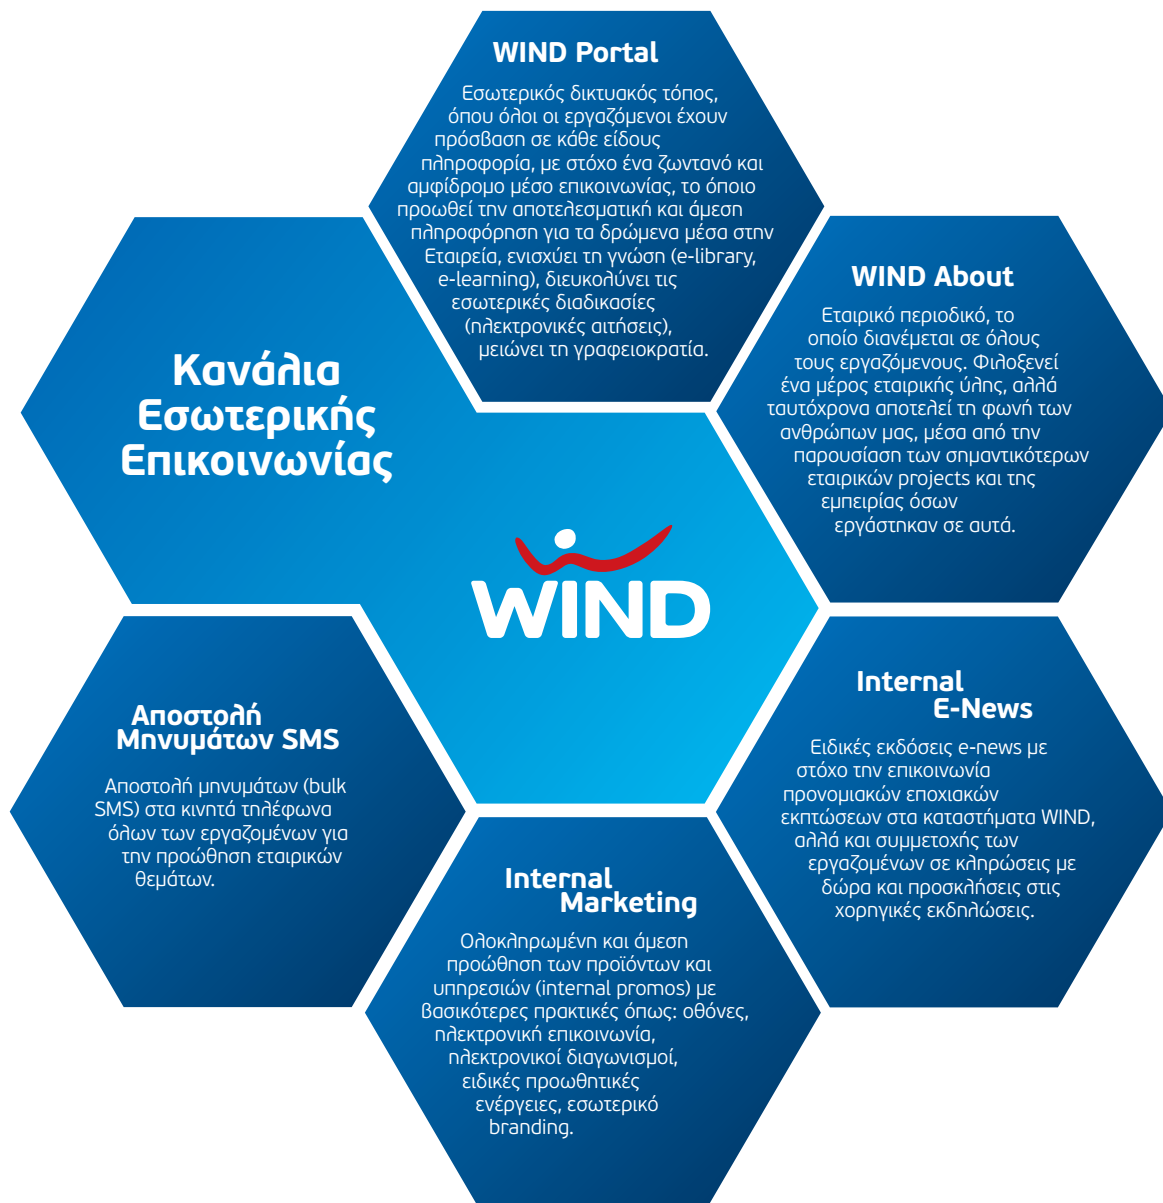 WIND Portal
Εσωτερικός δικτυακός τόπος,
όπου όλοι οι εργαζόμενοι έχουν
πρόσβαση σε κάθε είδους
πληροφορία, με στόχο ένα ζωντανό και
αμφίδρομο μέσο επικοινωνίας, το όποιο
προωθεί την αποτελεσματική και άμεση
πληροφόρηση για τα δρώμενα μέσα στην
Εταιρεία, ενισχύει τη γνώση (e-library,
e-learning), διευκολύνει τις
εσωτερικές διαδικασίες
(ηλεκτρονικές αιτήσεις),
μειώνει τη γραφειοκρατία.
WIND About
Εταιρικό περιοδικό, το
οποίο διανέμεται σε όλους
τους εργαζόμενους. Φιλοξενεί
ένα μέρος εταιρικής ύλης, αλλά
ταυτόχρονα αποτελεί τη φωνή των
ανθρώπων μας, μέσα από την
παρουσίαση των σημαντικότερων
εταιρικών projects και της
εμπειρίας όσων
εργάστηκαν σε αυτά.
Κανάλια
Εσωτερικής
Επικοινωνίας
WIND
Internal
E-News
Ειδικές εκδόσεις e-news με
στόχο την επικοινωνία
προνομιακών εποχιακών
εκπτώσεων στα καταστήματα WIND,
αλλά και συμμετοχής των
εργαζομένων σε κληρώσεις με
δώρα και προσκλήσεις στις
χορηγικές εκδηλώσεις.
Αποστολή
Μηνυμάτων SMS
Αποστολή μηνυμάτων (bulk
SMS) στα κινητά τηλέφωνα
όλων των εργαζομένων για
την προώθηση εταιρικών
θεμάτων.
Internal
Marketing
Ολοκληρωμένη και άμεση
προώθηση των προϊόντων και
υπηρεσιών (internal promos) με
βασικότερες πρακτικές όπως: οθόνες,
ηλεκτρονική επικοινωνία,
ηλεκτρονικοί διαγωνισμοί,
ειδικές προωθητικές
ενέργειες, εσωτερικό
branding.